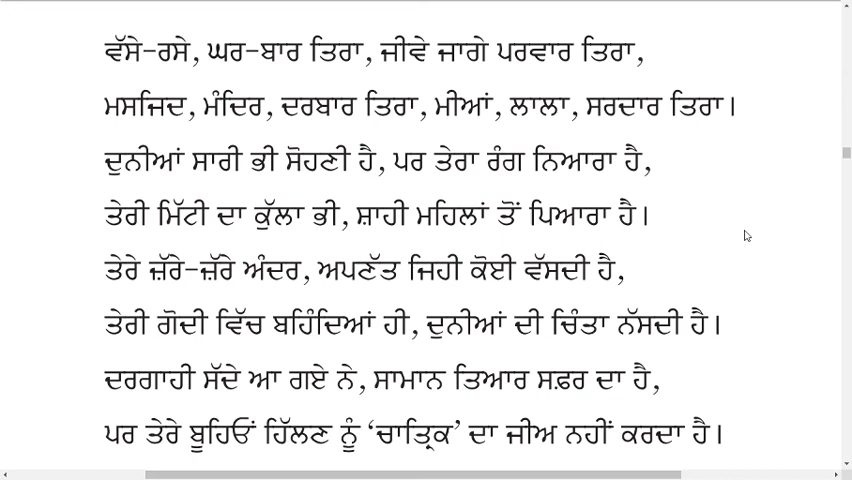 ਵੱਸੇ-ਰਸੇ, ਘਰ-ਬਾਰ ਤਿਰਾ, ਜੀਵੇ ਜਾਗੇ ਪਰਵਾਰ ਤਿਰਾ,
ਮਸਜਿਦ, ਮੰਦਿਰ, ਦਰਬਾਰ ਤਿਰਾ, ਮੀਆਂ, ਲਾਲਾ, ਸਰਦਾਰ ਤਿਰਾ।
ਦੁਨੀਆਂ ਸਾਰੀ ਭੀ ਸੋਹਣੀ ਹੈ, ਪਰ ਤੇਰਾ ਰੰਗ ਨਿਆਰਾ ਹੈ,
ਤੇਰੀ ਮਿੱਟੀ ਦਾ ਕੁੱਲਾ ਭੀ, ਸ਼ਾਹੀ ਮਹਿਲਾਂ ਤੋਂ ਪਿਆਰਾ ਹੈ।
ਤੇਰੇ ਜ਼ੱਰੇ-ਜ਼ੱਰੇ ਅੰਦਰ, ਅਪਣੱਤ ਜਿਹੀ ਕੋਈ ਵੱਸਦੀ ਹੈ,
ਤੇਰੀ ਗੋਦੀ ਵਿੱਚ ਬਹਿੰਦਿਆਂ ਹੀ, ਦੁਨੀਆਂ ਦੀ ਚਿੰਤਾ ਨੱਸਦੀ ਹੈ।
ਦਰਗਾਹੀ ਸੱਦੇ ਆ ਗਏ ਨੇ, ਸਾਮਾਨ ਤਿਆਰ ਸਫ਼ਰ ਦਾ ਹੈ,
ਪਰ ਤੇਰੇ ਬੂਹਿਓਂ ਹਿੱਲਣ ਨੂੰ ‘ਚਾਤ੍ਰਿਕ’ ਦਾ ਜੀਅ ਨਹੀਂ ਕਰਦਾ ਹੈ।